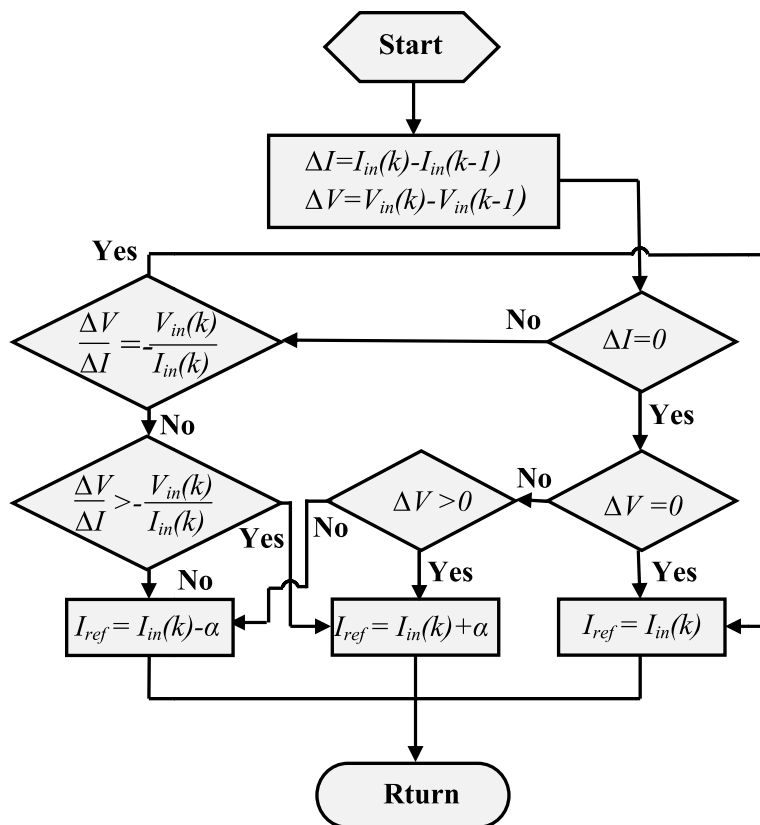 Start
ΔI=Iin(k)-Iin(k-1)
ΔV=Vin(k)-Vin(k-1)
Yes
ΔV/ΔI=-Vin(k)/Iin(k)
No
ΔI=0
No
Yes
ΔV/ΔI>-Vin(k)/Iin(k)
Yes
No
ΔV>0
No
Yes
No
ΔV=0
Yes
Iref= Iin(k)-α
Iref= Iin(k)+α
Iref= Iin(k)
Rturn